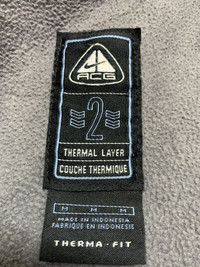 ACG
2
THERMAL LAYER
COUCHE THERMIQUE
M M M
MADE IN INDONESIA
FABRIQUE EN INDONESIE
THERMA-FIT